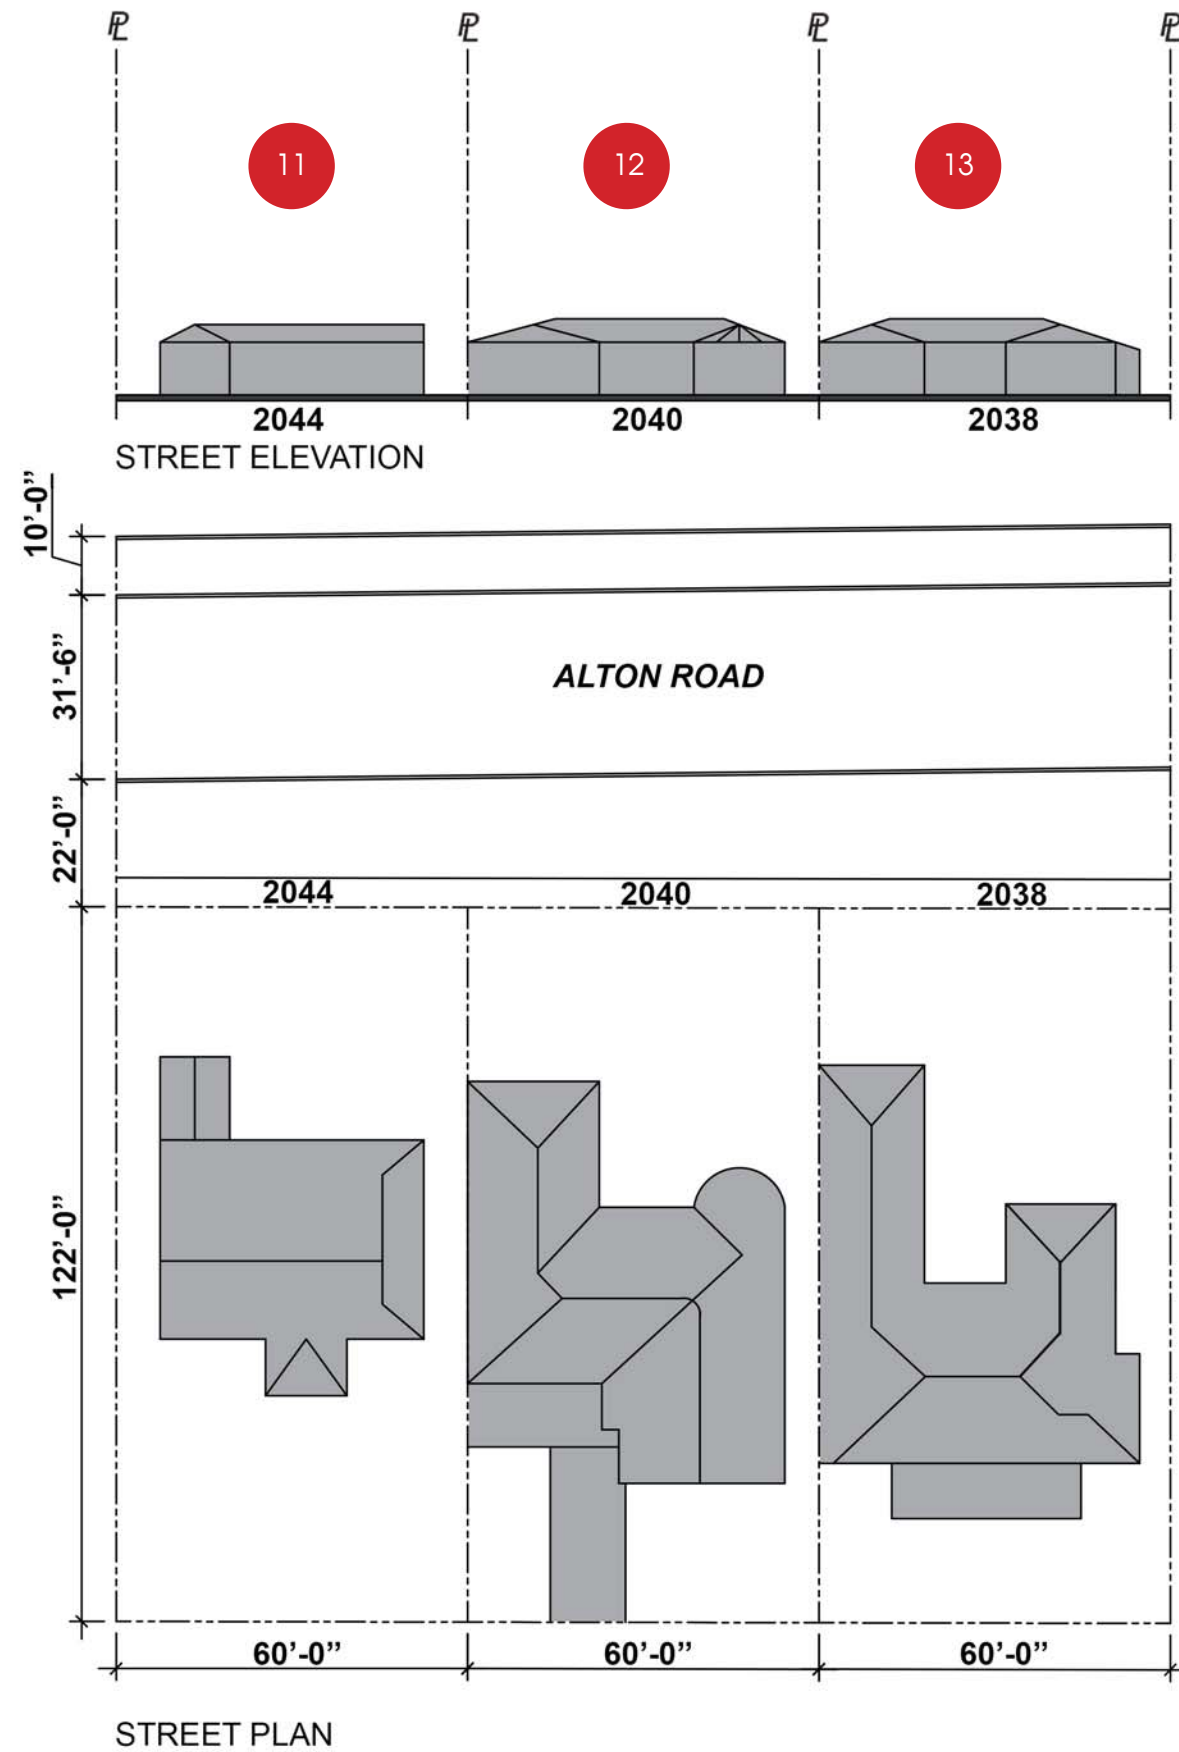 PL PL PL PL
11 12 13
2044 2040 2038
STREET ELEVATION
10’-0”
31’-6”
ALTON ROAD
22’-0”
2044 2040 2038
122’-0”
60’-0” 60’-0” 60’-0”
STREET PLAN